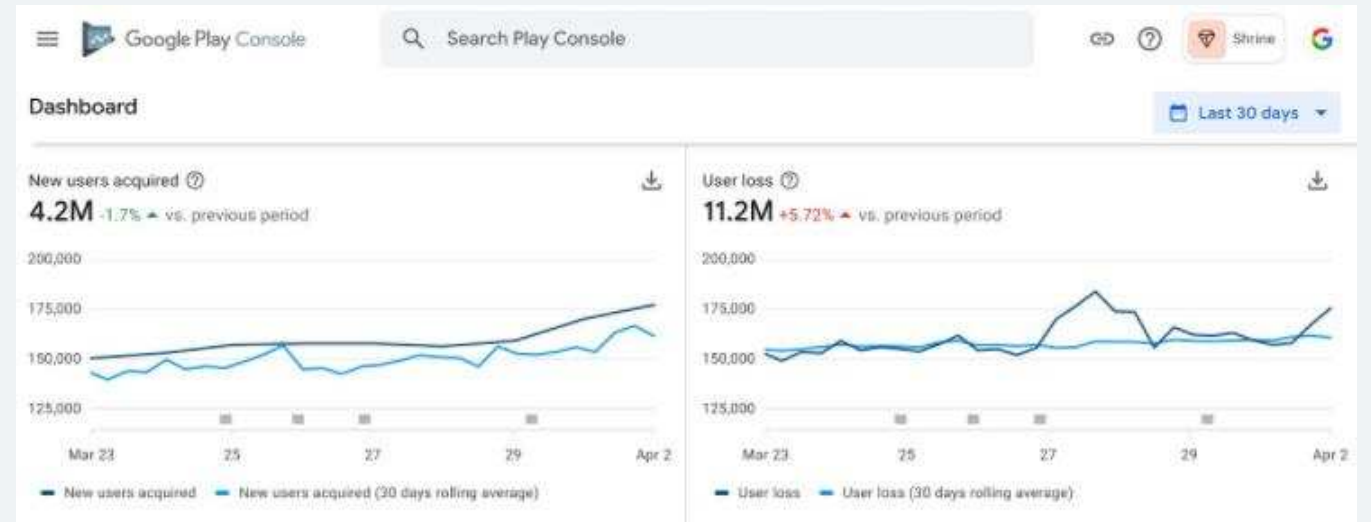 Google Play Console
Search Play Console
Shrine
Dashboard
Last 30 days
New users acquired
4.2M -1.7% vs. previous period
200,000
175,000
150,000
125,000
Mar 23 25 27 29 Apr 2
New users acquired New users acquired (30 days rolling average)
User loss
11.2M +5.72% vs. previous period
200,000
175,000
150,000
125,000
Mar 23 25 27 29 Apr 2
User loss User loss (30 days rolling average)